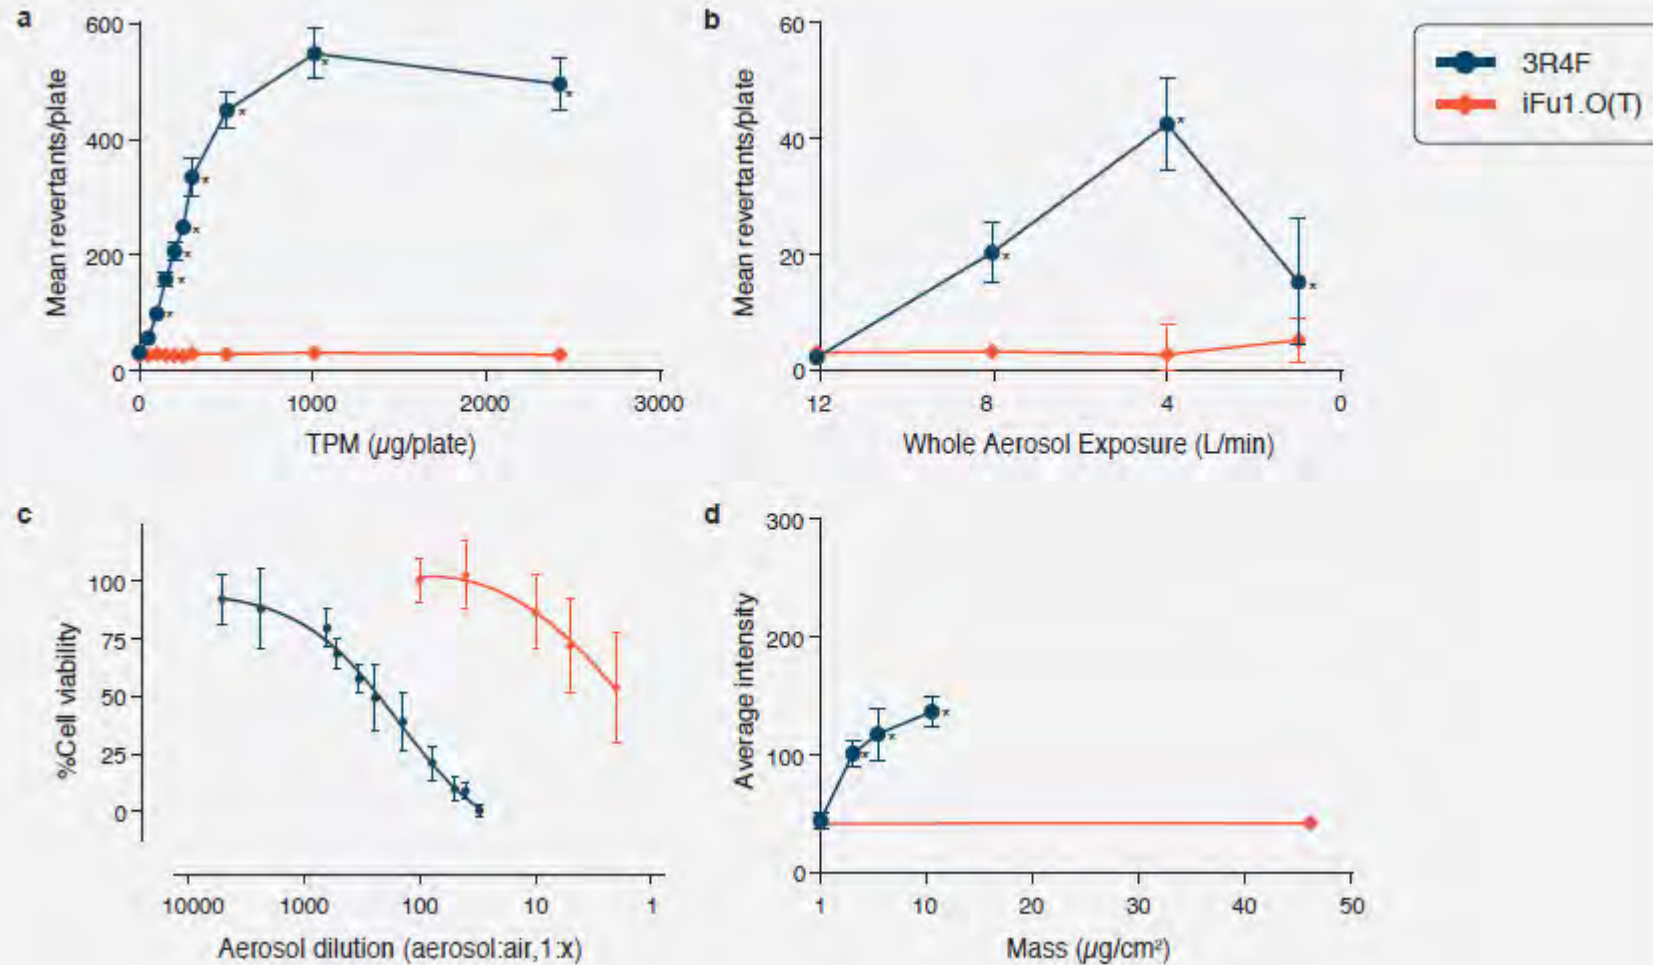 a
600
400
200
0
Mean revertants/plate
0 1000 2000 3000
TPM (µg/plate)
b
60
40
20
0
Mean revertants/plate
12 8 4 0
Whole Aerosol Exposure (L/min)
3R4F
iFu1.O(T)
c
100
75
50
25
0
%Cell viability
10000 1000 100 10 1
Aerosol dilution (aerosol:air,1:x)
d
300
200
100
0
Average intensity
1 10 20 30 40 50
Mass (µg/cm²)